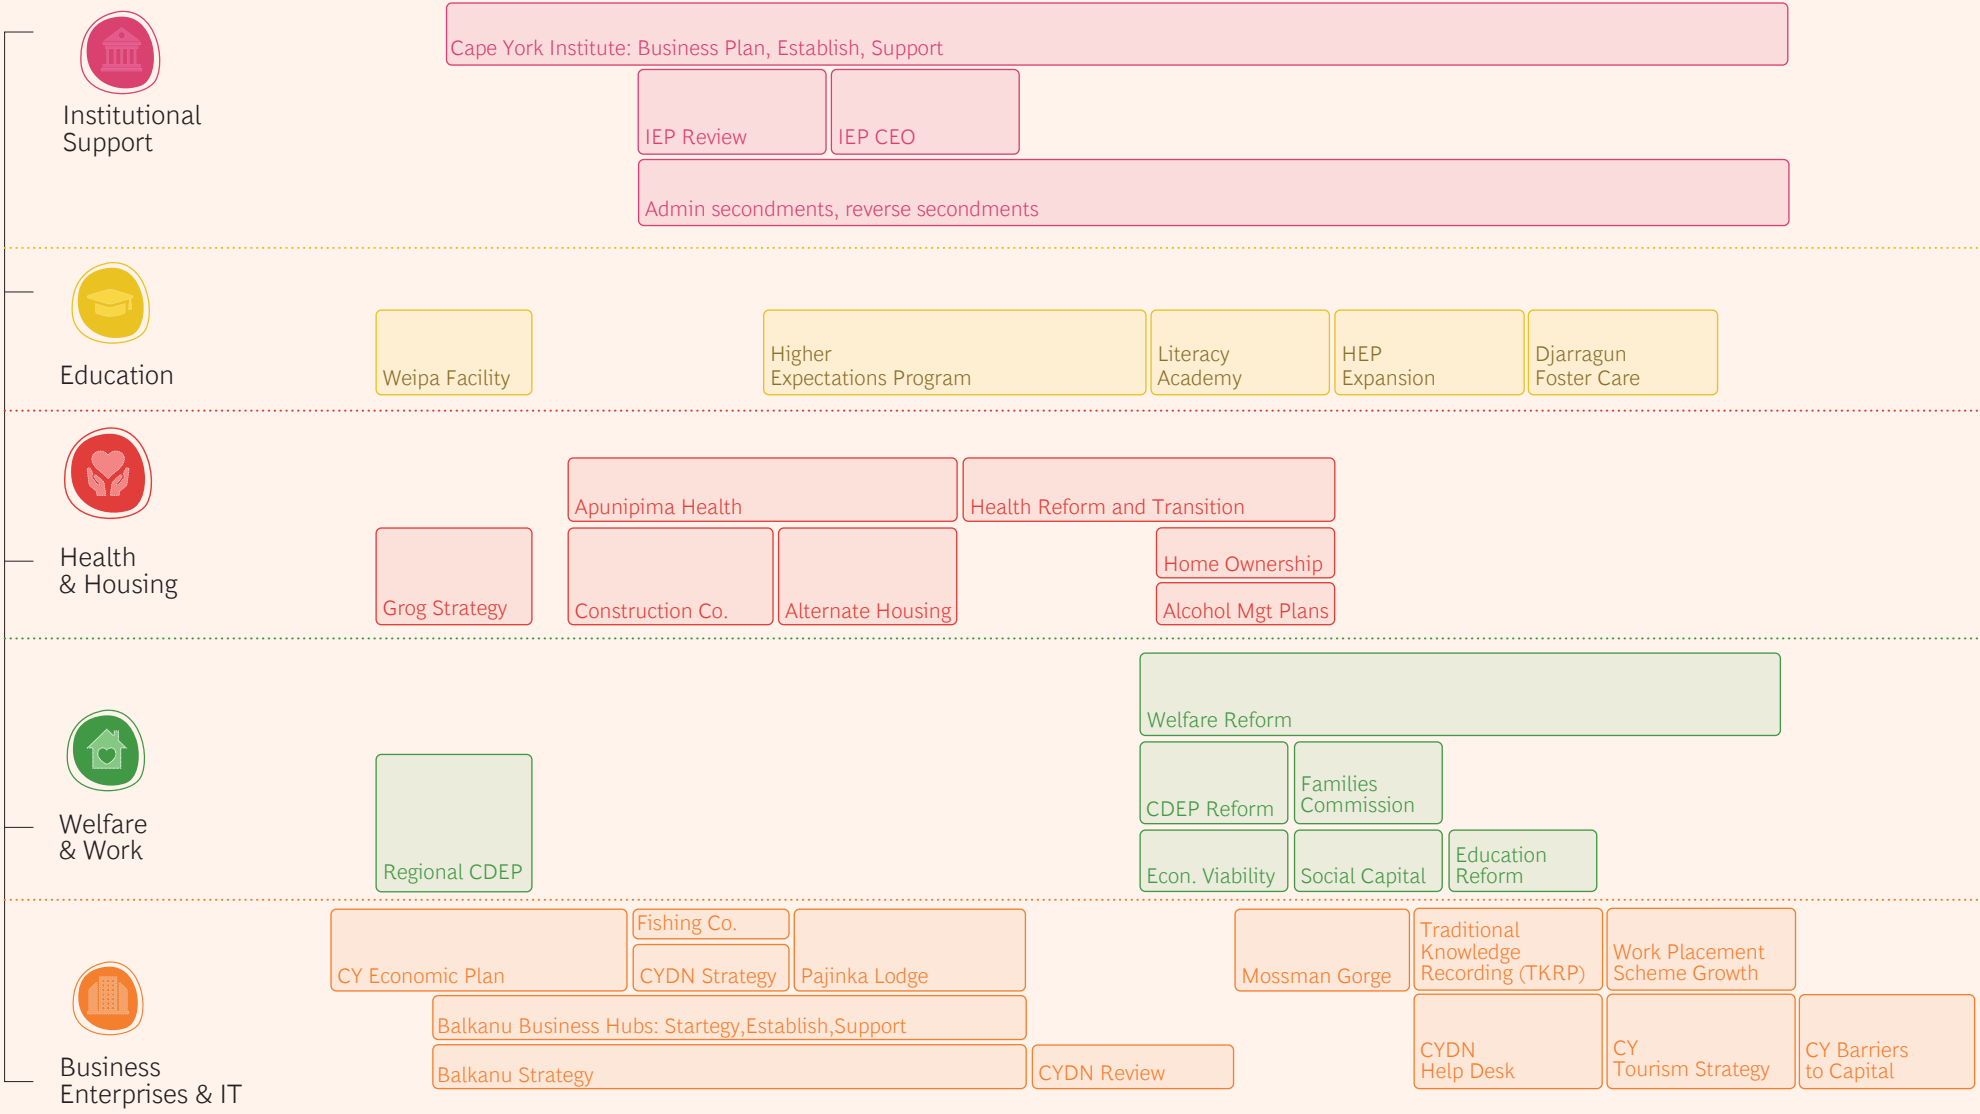 Institutional
Support
Cape York Institute: Business Plan, Establish, Support
IEP Review
IEP CEO
Admin secondments, reverse secondments
Education
Weipa Facility
Higher
Expectations Program
Literacy
Academy
HEP
Expansion
Djarragun
Foster Care
Health
& Housing
Apunipima Health
Health Reform and Transition
Grog Strategy
Construction Co.
Alternate Housing
Home Ownership
Alcohol Mgt Plans
Welfare
& Work
Welfare Reform
Regional CDEP
CDEP Reform
Families
Commission
Econ. Viability
Social Capital
Education
Reform
Business
Enterprises & IT
CY Economic Plan
Fishing Co.
CYDN Strategy
Pajinka Lodge
Mossman Gorge
Traditional
Knowledge
Recording (TKRP)
Work Placement
Scheme Growth
Balkanu Business Hubs: Startegy,Establish,Support
Balkanu Strategy
CYDN Review
CYDN
Help Desk
CY
Tourism Strategy
CY Barriers
to Capital